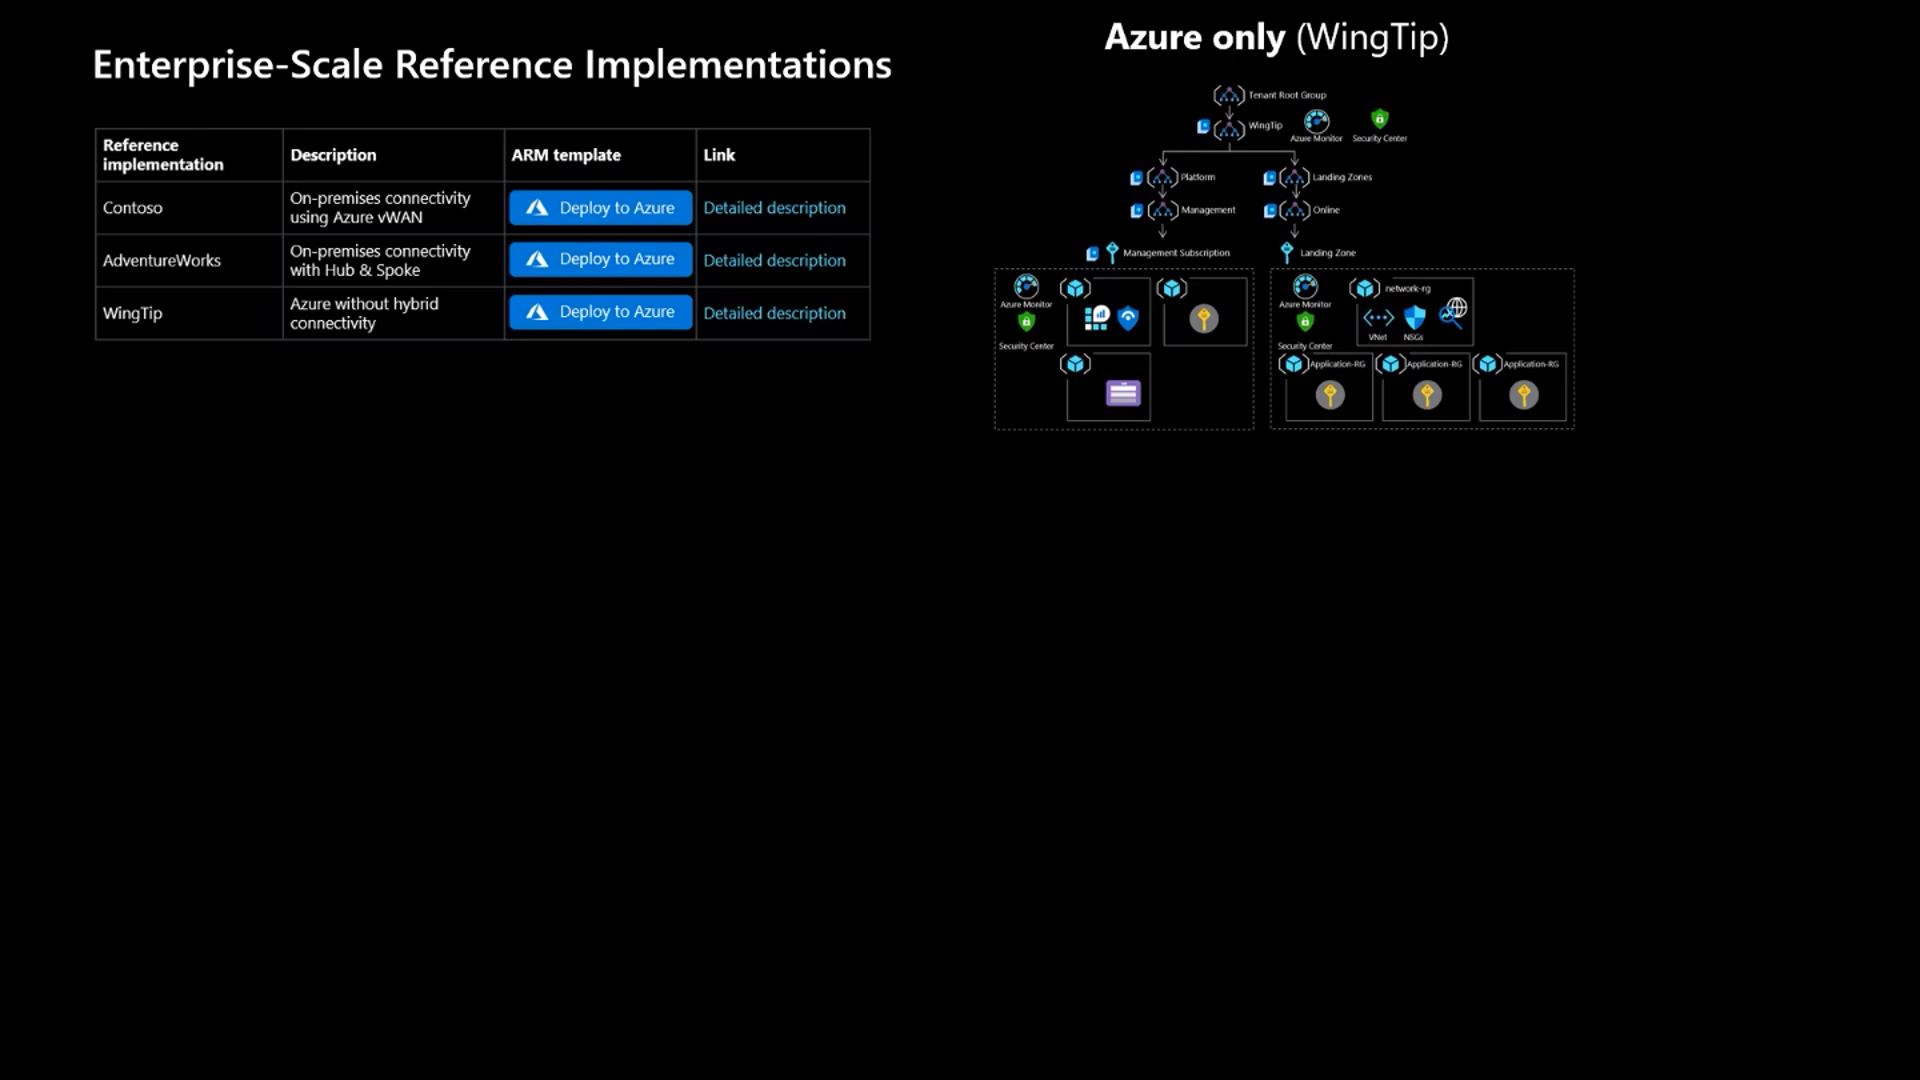 Enterprise-Scale Reference Implementations
Reference
implementation
Description
ARM template
Link
Contoso
On-premises connectivity
using Azure vWAN
Deploy to Azure
Detailed description
AdventureWorks
On-premises connectivity
with Hub & Spoke
Deploy to Azure
Detailed description
WingTip
Azure without hybrid
connectivity
Deploy to Azure
Detailed description
Azure only (WingTip)
Tenant Root Group
WingTip
Azure Monitor
Security Center
Platform
Landing Zones
Management
Online
Management Subscription
Landing Zone
Azure Monitor
Security Center
Azure Monitor
Security Center
network-rg
VNet
NSGs
Application-RG
Application-RG
Application-RG